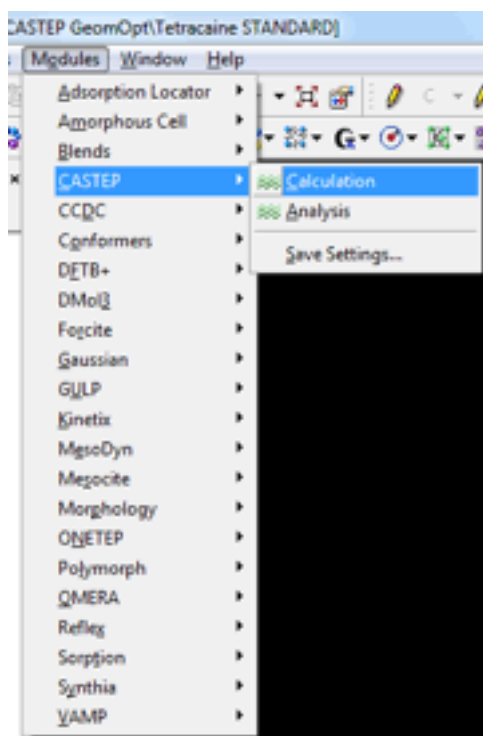 CASTEP GeomOpt\Tetracaine STANDARD]
Modules Window Help
Adsorption Locator
Amorphous Cell
Blends
CASTEP
Calculation
CCDC
Analysis
Conformers
Save Settings...
DFTB+
DMol3
Forcite
Gaussian
GULP
Kinetix
MesoDyn
Mesocite
Morphology
ONETEP
Polymorph
QMERA
Reflex
Sorption
Synthia
VAMP